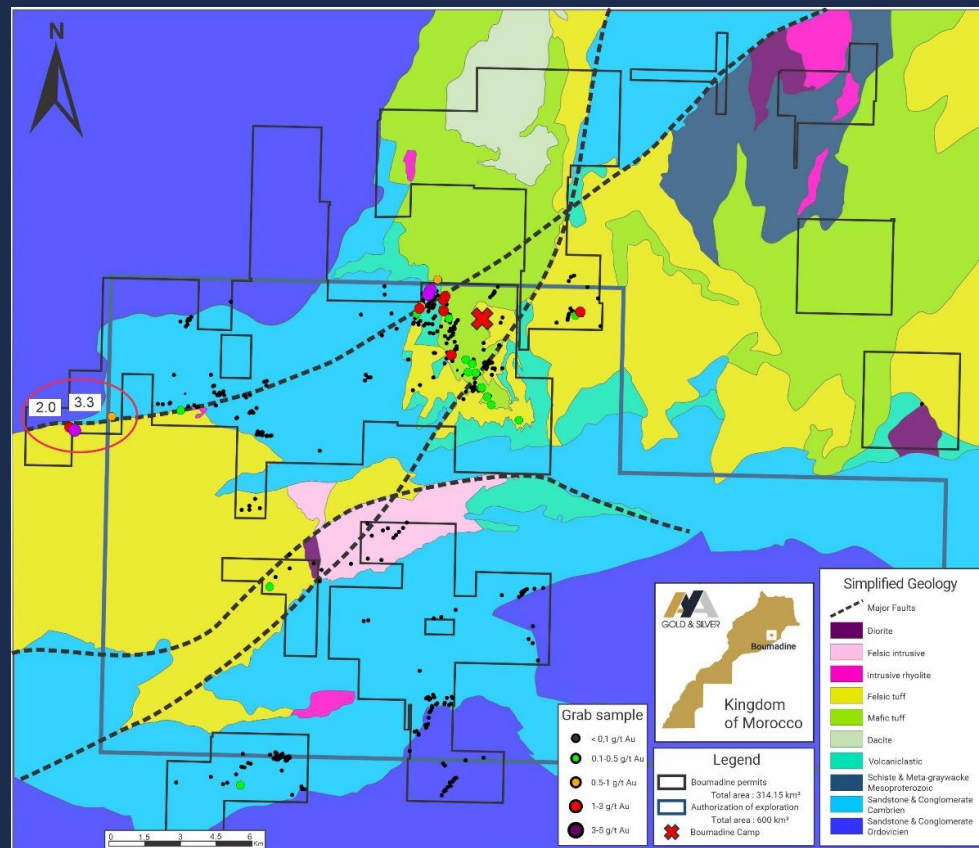 N
2.0
3.3
AYA
GOLD & SILVER
Boumadine
Kingdom
of Morocco
Grab sample
< 0,1 g/t Au
0.1-0.5 g/t Au
0.5-1 g/t Au
1-3 g/t Au
3-5 g/t Au
Legend
Boumadine permits
Total area : 314.15 km²
Authorization of exploration
Total area : 600 km²
Boumadine Camp
Simplified Geology
Major Faults
Diorite
Felsic intrusive
Intrusive rhyolite
Felsic tuff
Mafic tuff
Dacite
Volcaniclastic
Schiste & Meta-graywacke
Mesoproterozoic
Sandstone & Conglomerate
Cambrien
Sandstone & Conglomerate
Ordovicien
0 1.5 3 4.5 6
Km